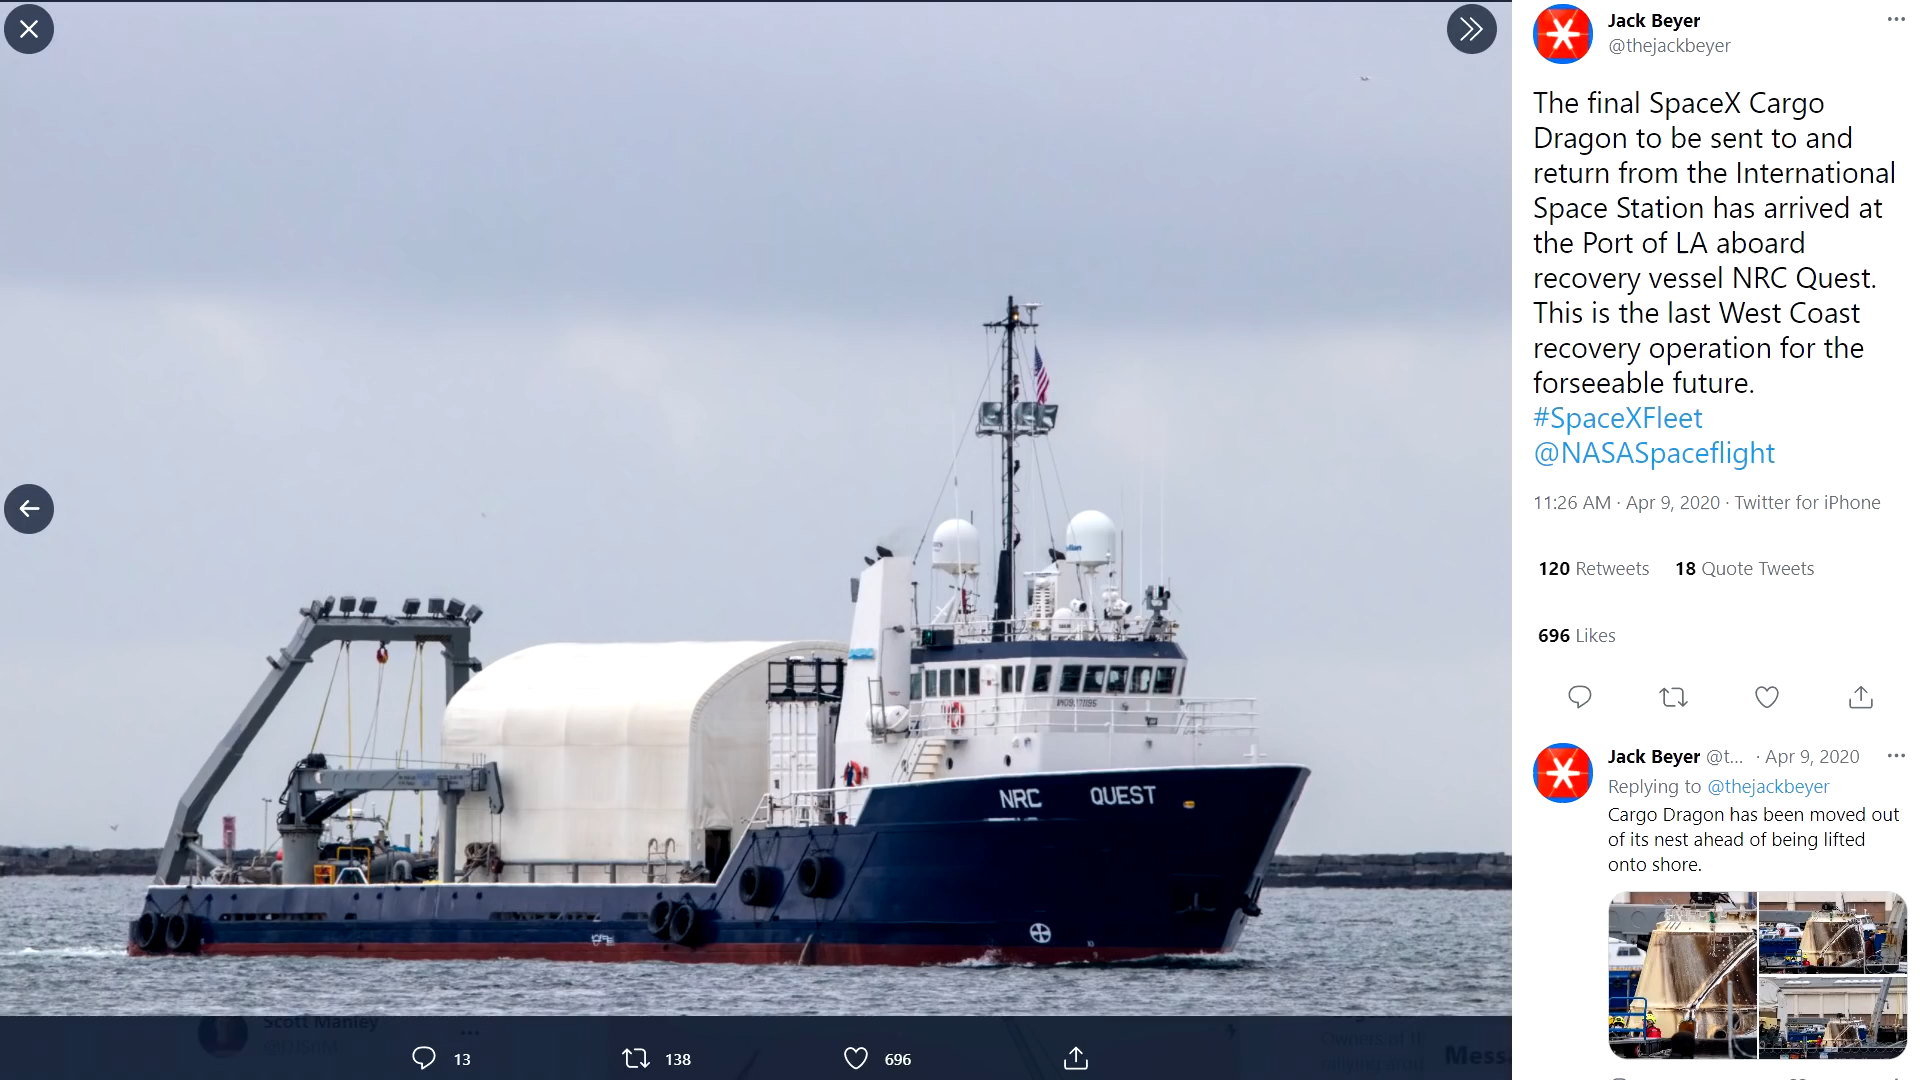 Jack Beyer
@thejackbeyer
The final SpaceX Cargo
Dragon to be sent to and
return from the International
Space Station has arrived at
the Port of LA aboard
recovery vessel NRC Quest.
This is the last West Coast
recovery operation for the
forseeable future.
#SpaceXFleet
@NASASpaceflight
11:26 AM · Apr 9, 2020 · Twitter for iPhone
120 Retweets 18 Quote Tweets
696 Likes
Jack Beyer @t... · Apr 9, 2020
Replying to @thejackbeyer
Cargo Dragon has been moved out
of its nest ahead of being lifted
onto shore.
NRC QUEST
Scott Manley
13 138 696